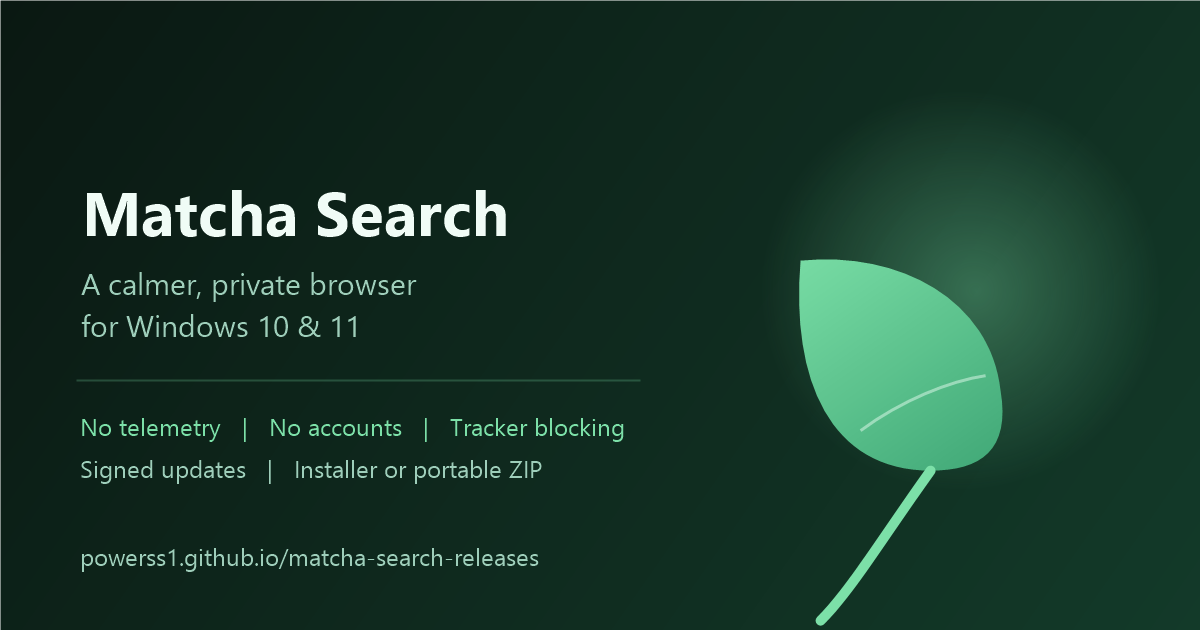 Matcha Search
A calmer, private browser
for Windows 10 & 11
No telemetry | No accounts | Tracker blocking
Signed updates | Installer or portable ZIP
powerss1.github.io/matcha-search-releases